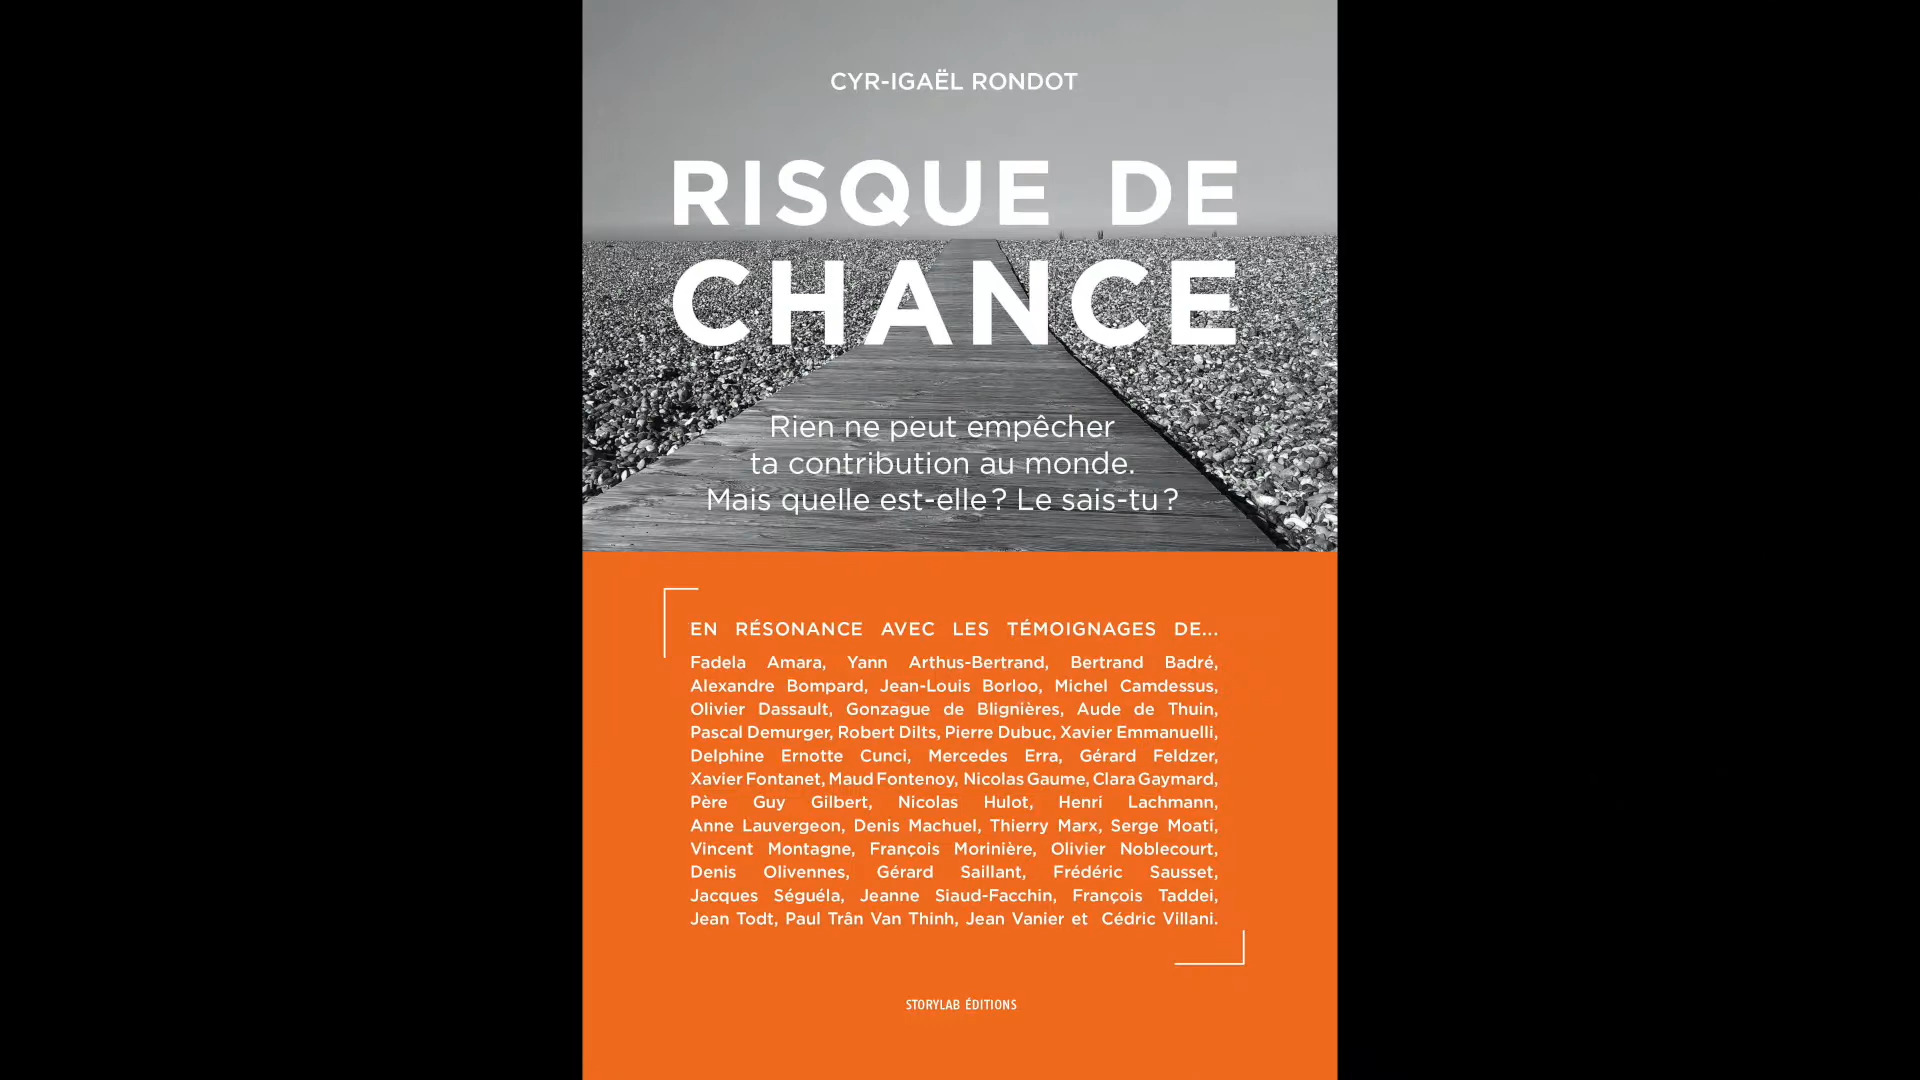 CYR-IGAËL RONDOT
RISQUE DE
CHANCE
Rien ne peut empêcher
ta contribution au monde.
Mais quelle est-elle ? Le sais-tu ?
EN RÉSONANCE AVEC LES TÉMOIGNAGES DE...
Fadela Amara, Yann Arthus-Bertrand, Bertrand Badré,
Alexandre Bompard, Jean-Louis Borloo, Michel Camdessus,
Olivier Dassault, Gonzague de Blignières, Aude de Thuin,
Pascal Demurger, Robert Dilts, Pierre Dubuc, Xavier Emmanuelli,
Delphine Ernotte Cunci, Mercedes Erra, Gérard Feldzer,
Xavier Fontanet, Maud Fontenoy, Nicolas Gaume, Clara Gaymard,
Père Guy Gilbert, Nicolas Hulot, Henri Lachmann,
Anne Lauvergeon, Denis Machuel, Thierry Marx, Serge Moati,
Vincent Montagne, François Morinière, Olivier Noblecourt,
Denis Olivennes, Gérard Saillant, Frédéric Sausset,
Jacques Séguéla, Jeanne Siaud-Facchin, François Taddei,
Jean Todt, Paul Trân Van Thinh, Jean Vanier et Cédric Villani.
STORYLAB ÉDITIONS